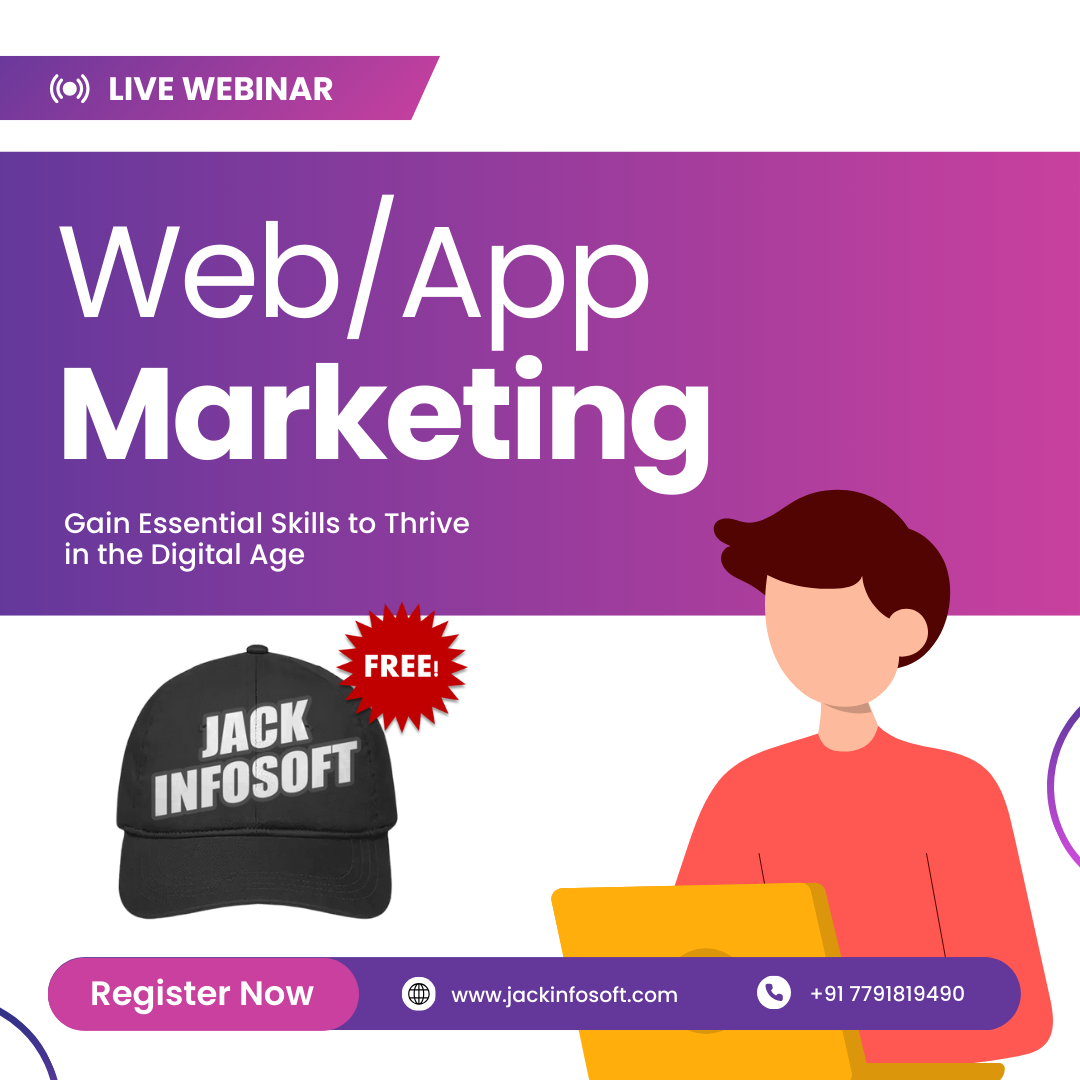 LIVE WEBINAR
Web/App
Marketing
Gain Essential Skills to Thrive
in the Digital Age
FREE!
JACK
INFOSOFT
Register Now
www.jackinfosoft.com
+91 7791819490